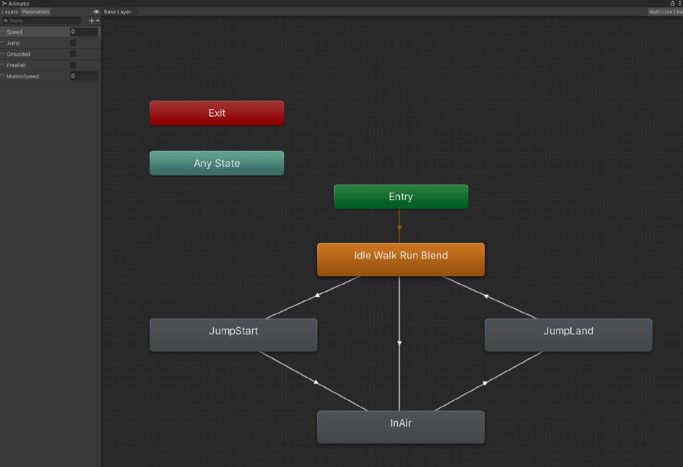 Animator
Layers Parameters Base Layer Auto Live Link
Name
Speed 0
Jump
Grounded
FreeFall
MotionSpeed 0
Exit
Any State
Entry
Idle Walk Run Blend
JumpStart
JumpLand
InAir